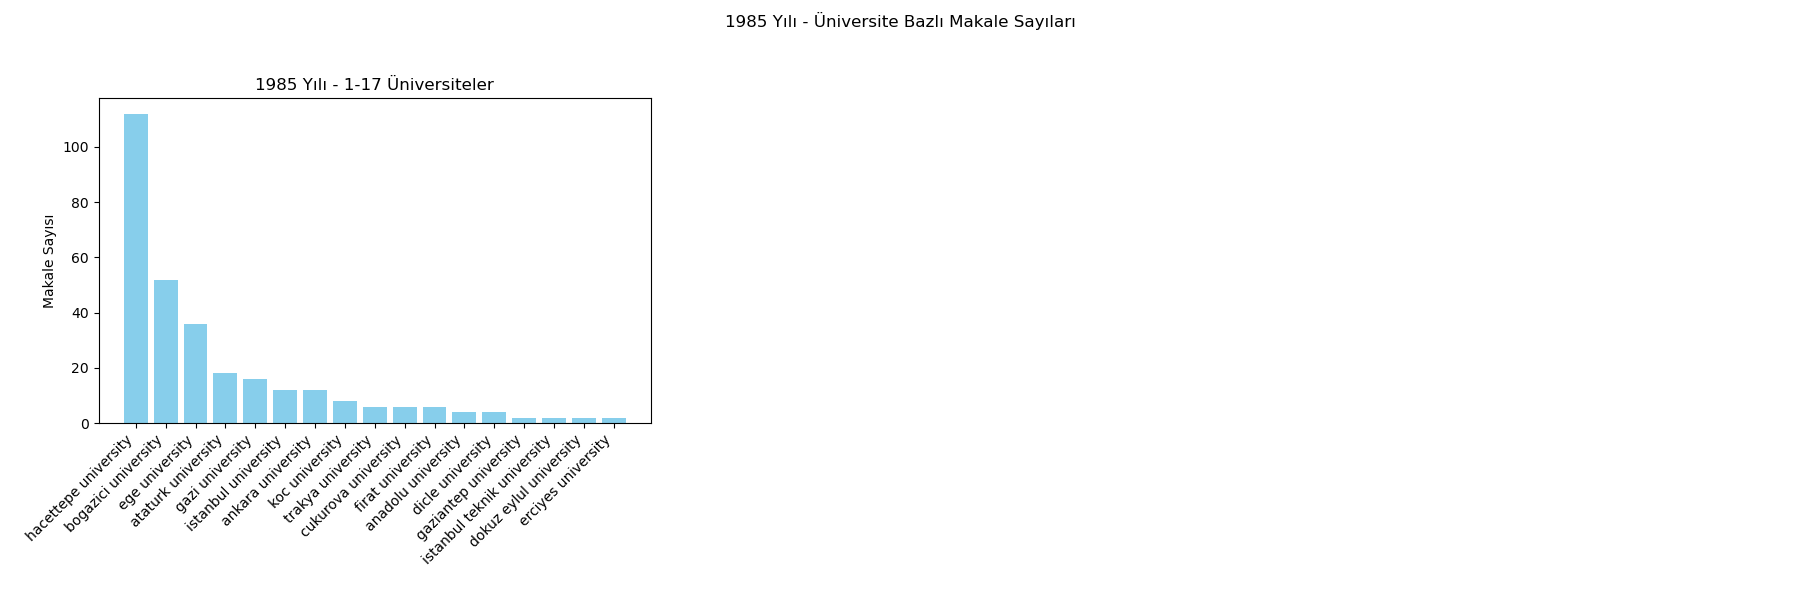 1985 Yılı - Üniversite Bazlı Makale Sayıları
1985 Yılı - 1-17 Üniversiteler
Makale Sayısı
100
80
60
40
20
0
hacettepe university
bogazici university
ege university
ataturk university
gazi university
istanbul university
ankara university
koc university
trakya university
cukurova university
firat university
anadolu university
dicle university
gaziantep university
istanbul teknik university
dokuz eylul university
erciyes university